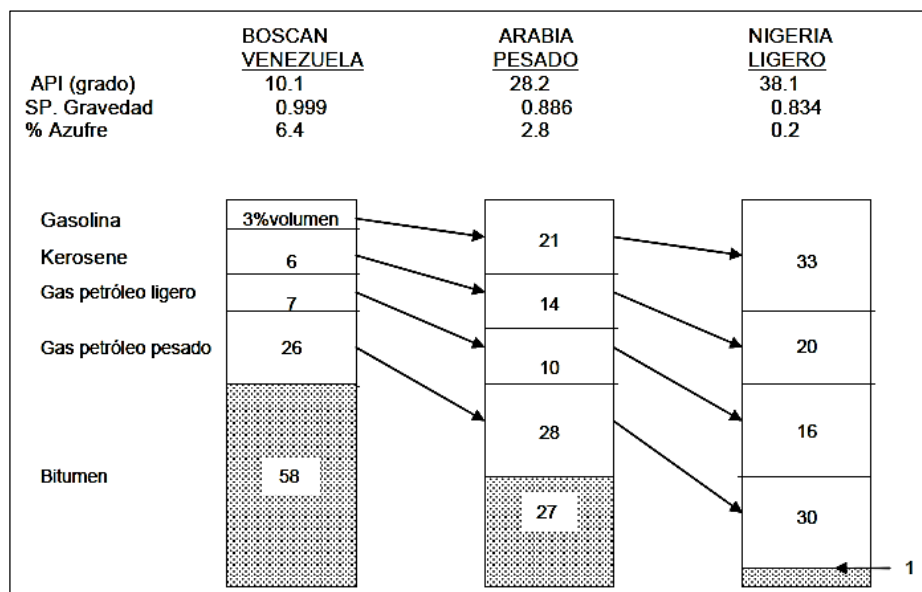 BOSCAN ARABIA NIGERIA
VENEZUELA PESADO LIGERO
API (grado) 10.1 28.2 38.1
SP. Gravedad 0.999 0.886 0.834
% Azufre 6.4 2.8 0.2
Gasolina 3%volumen 21 33
Kerosene 6 14 20
Gas petróleo ligero 7 10 16
Gas petróleo pesado 26 28 30
Bitumen 58 27 1